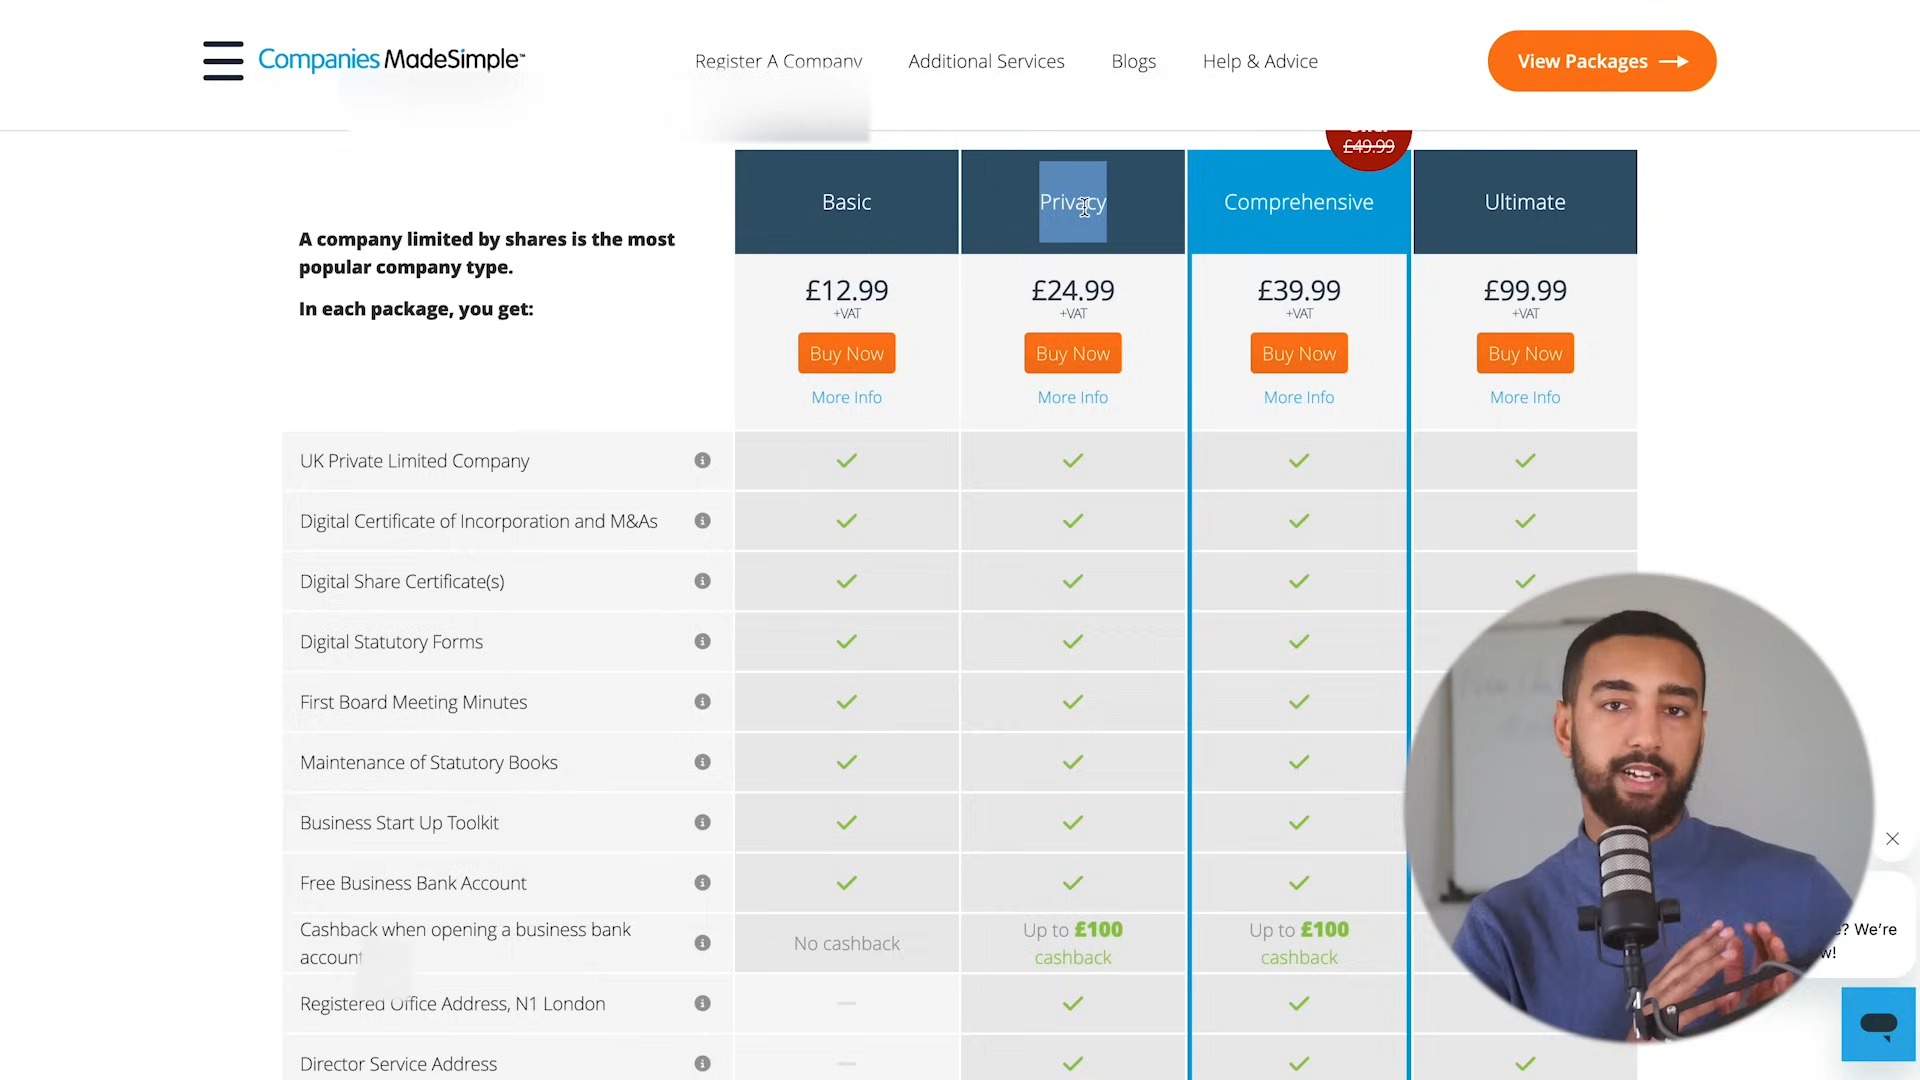 Companies MadeSimple™
Register A Company
Additional Services
Blogs
Help & Advice
View Packages
£49.99
A company limited by shares is the most
popular company type.
In each package, you get:
Basic
Privacy
Comprehensive
Ultimate
£12.99
+VAT
Buy Now
More Info
£24.99
+VAT
Buy Now
More Info
£39.99
+VAT
Buy Now
More Info
£99.99
+VAT
Buy Now
More Info
UK Private Limited Company
Digital Certificate of Incorporation and M&As
Digital Share Certificate(s)
Digital Statutory Forms
First Board Meeting Minutes
Maintenance of Statutory Books
Business Start Up Toolkit
Free Business Bank Account
Cashback when opening a business bank
account
No cashback
Up to £100
cashback
Up to £100
cashback
Registered Office Address, N1 London
Director Service Address
? We're